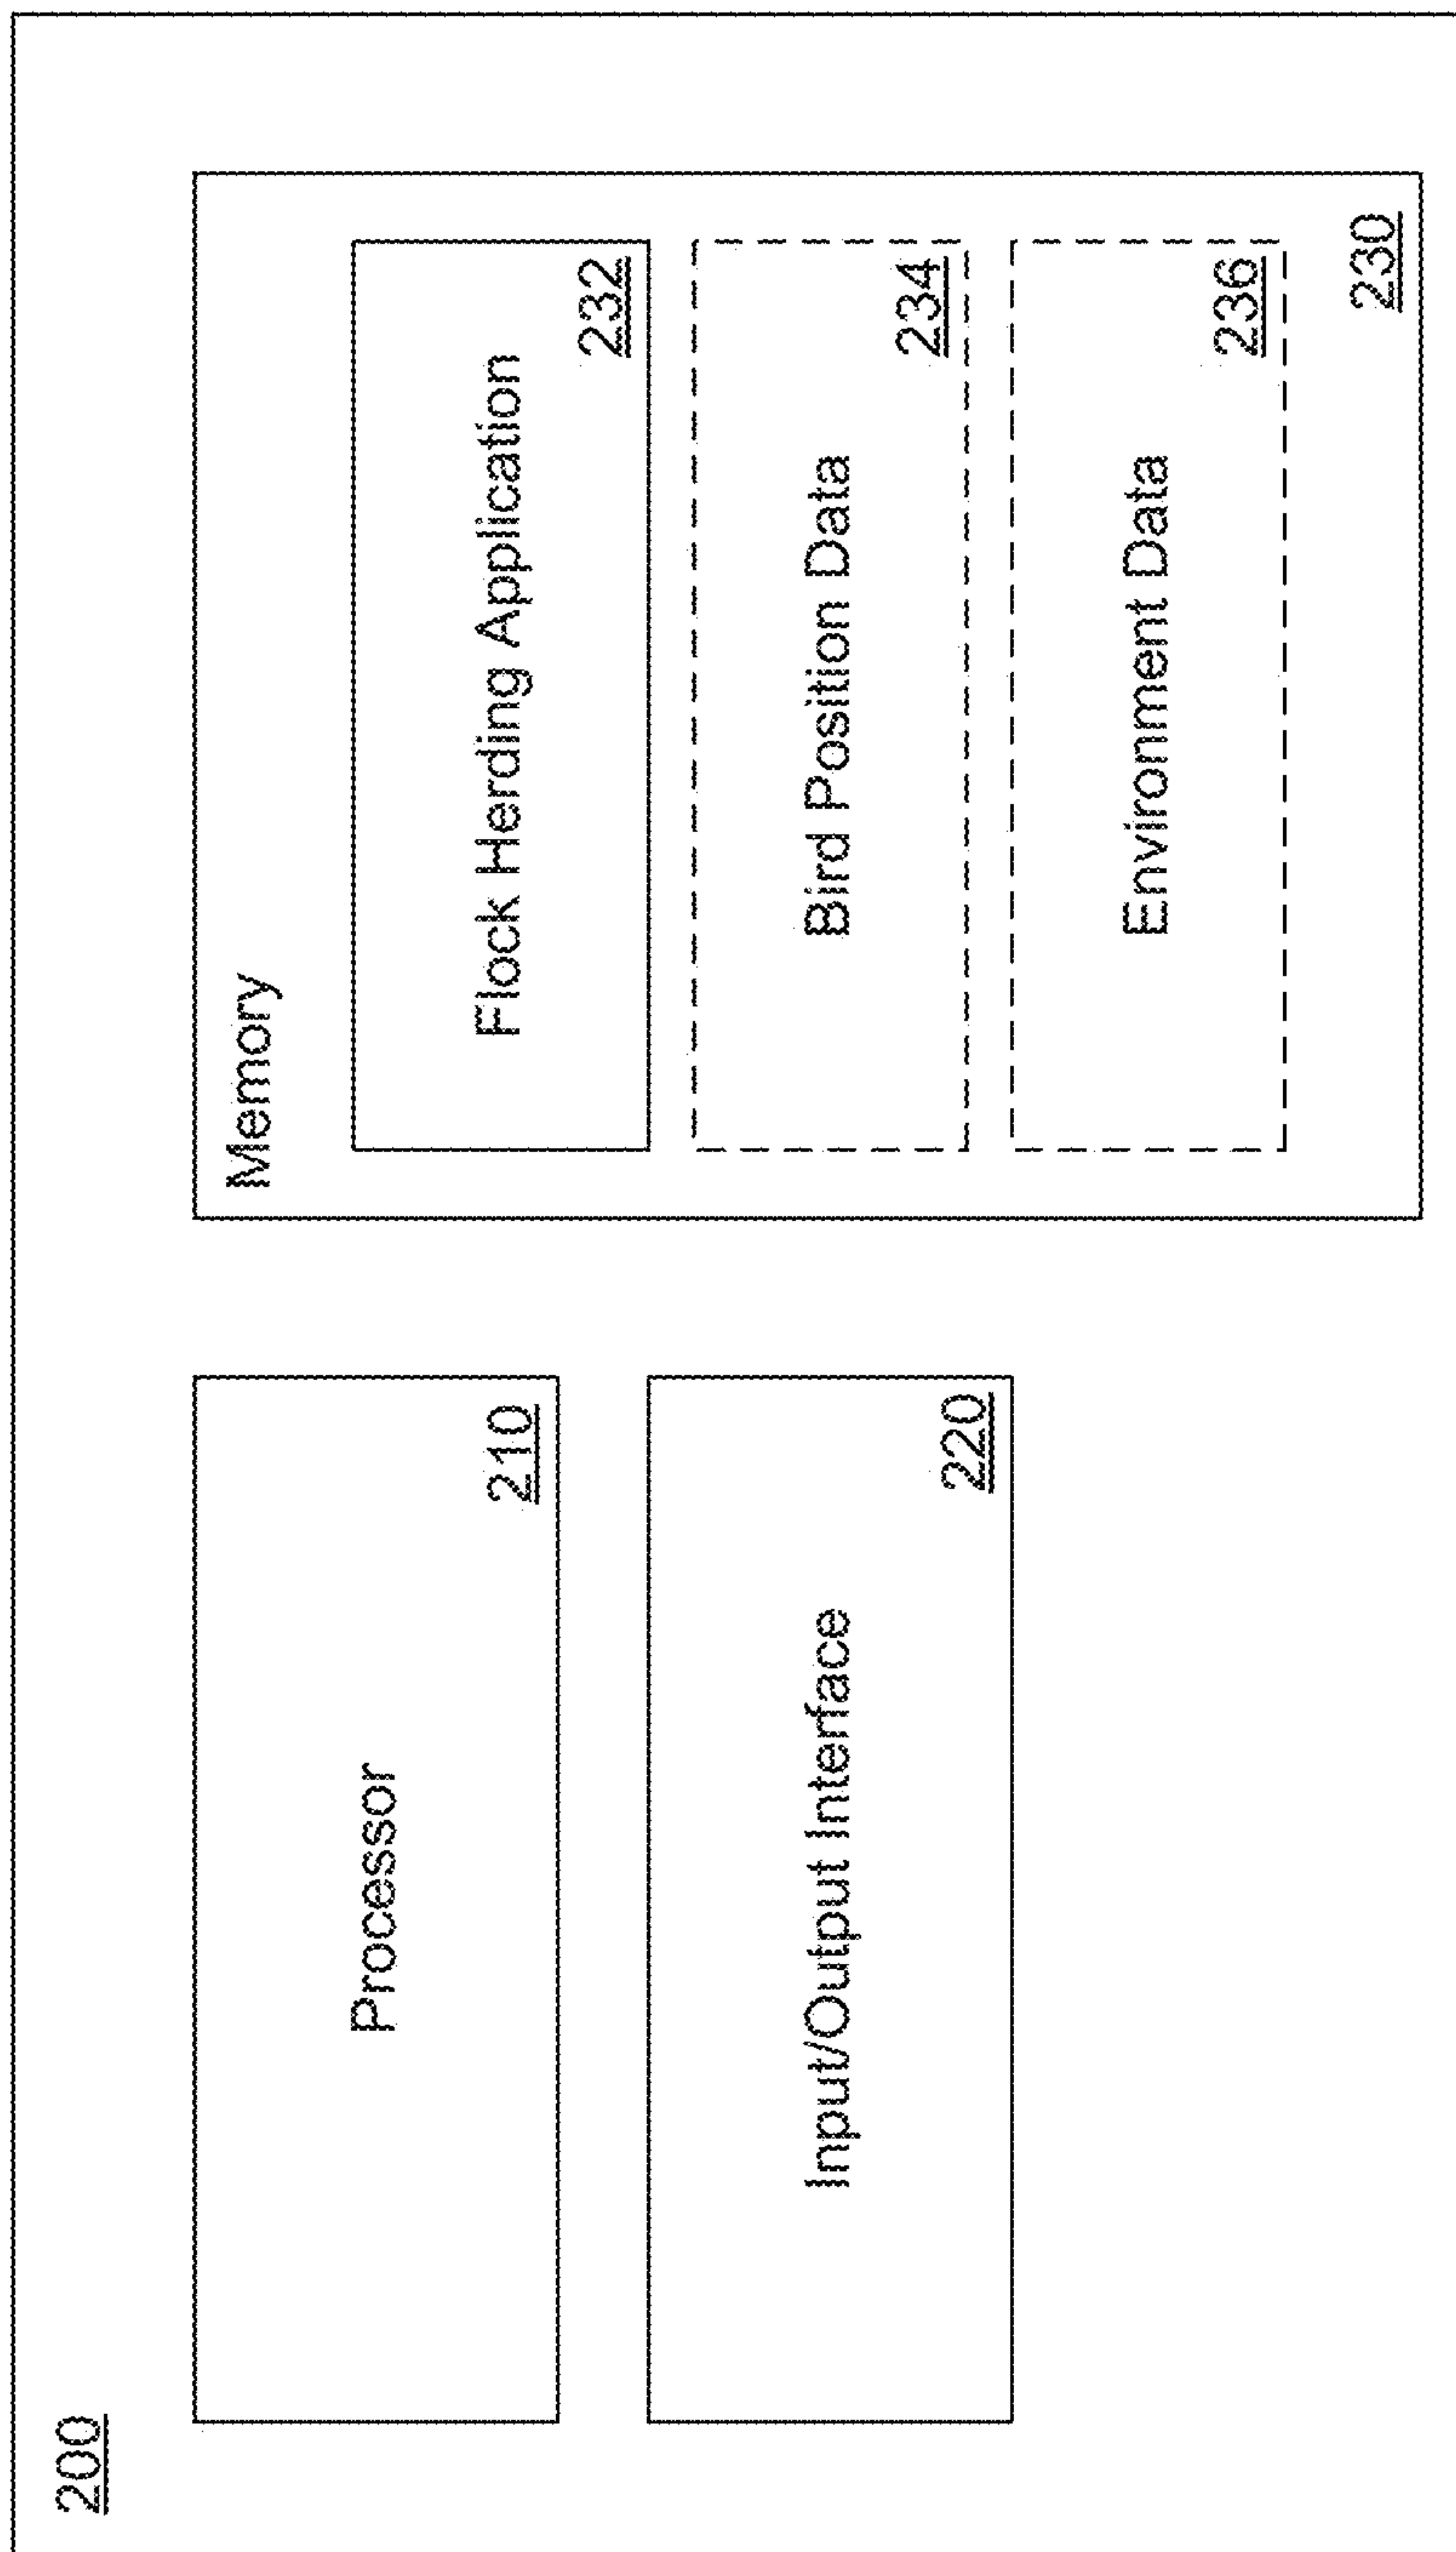 200
Processor
210
Input/Output Interface
220
Memory
Flock Herding Application
232
Bird Position Data
234
Environment Data
236
230